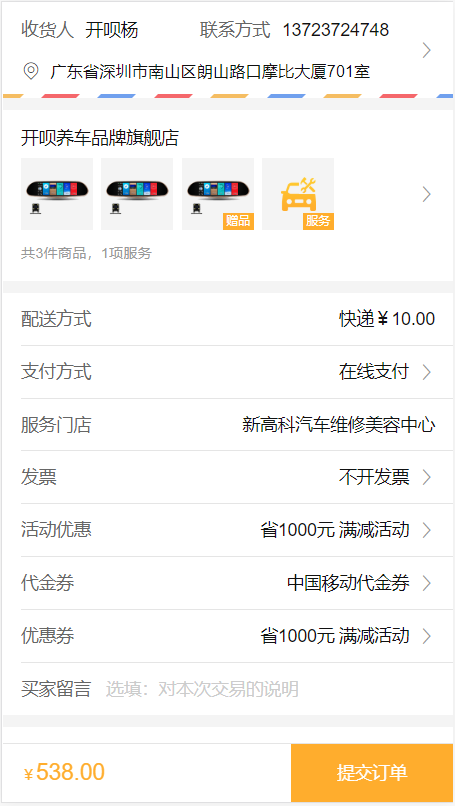 收货人 开呗杨 联系方式 13723724748
广东省深圳市南山区朗山路口摩比大厦701室
开呗养车品牌旗舰店
赠品 服务
共3件商品，1项服务
配送方式 快递￥10.00
支付方式 在线支付
服务门店 新高科汽车维修美容中心
发票 不开发票
活动优惠 省1000元 满减活动
代金券 中国移动代金券
优惠券 省1000元 满减活动
买家留言 选填：对本次交易的说明
￥538.00 提交订单